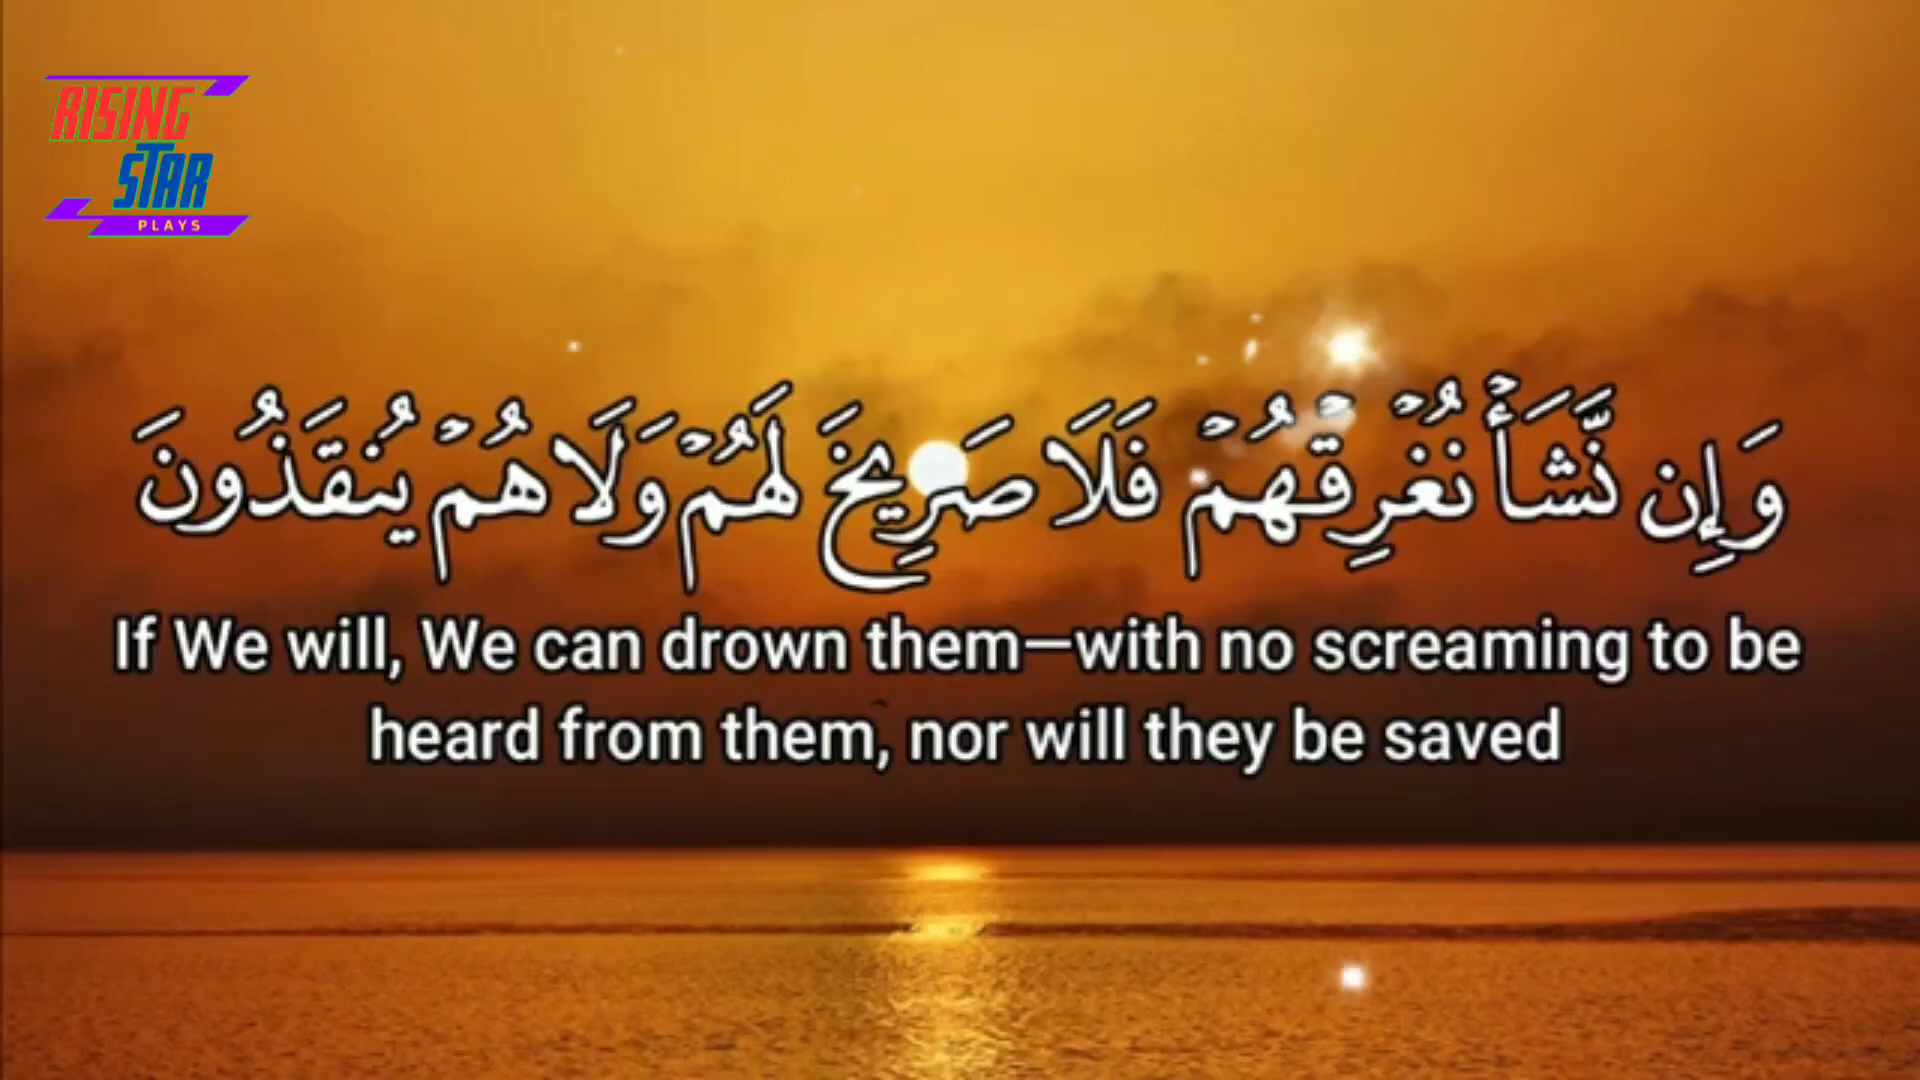 RISING
STAR
PLAYS
وَإِن نَّشَأْ نُغْرِقْهُمْ فَلَا صَرِيخَ لَهُمْ وَلَا هُمْ يُنقَذُونَ
If We will, We can drown them—with no screaming to be
heard from them, nor will they be saved